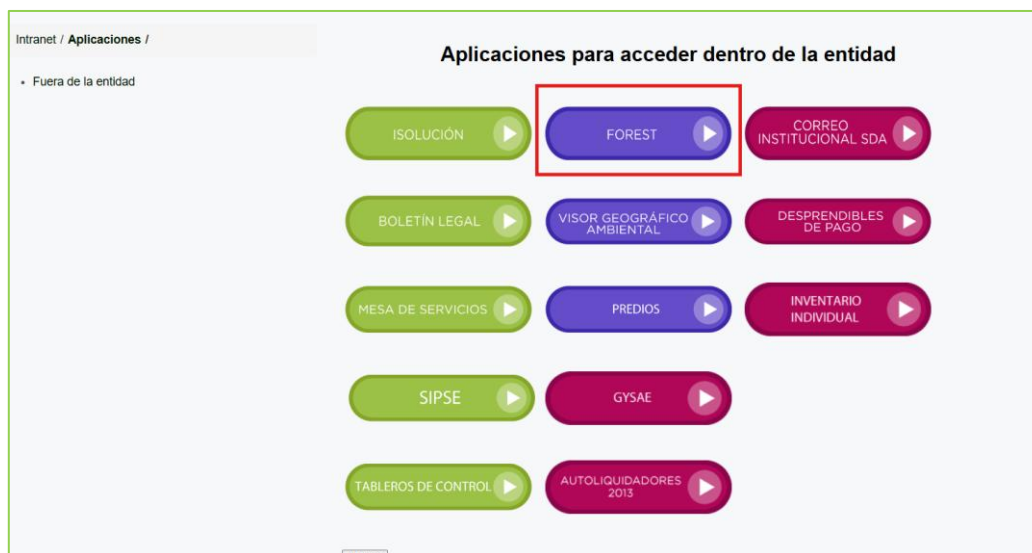 Intranet / Aplicaciones /
• Fuera de la entidad
Aplicaciones para acceder dentro de la entidad
ISOLUCIÓN
FOREST
CORREO
INSTITUCIONAL SDA
BOLETÍN LEGAL
VISOR GEOGRÁFICO
AMBIENTAL
DESPRENDIBLES
DE PAGO
MESA DE SERVICIOS
PREDIOS
INVENTARIO
INDIVIDUAL
SIPSE
GYSAE
TABLEROS DE CONTROL
AUTOLIQUIDADORES
2013